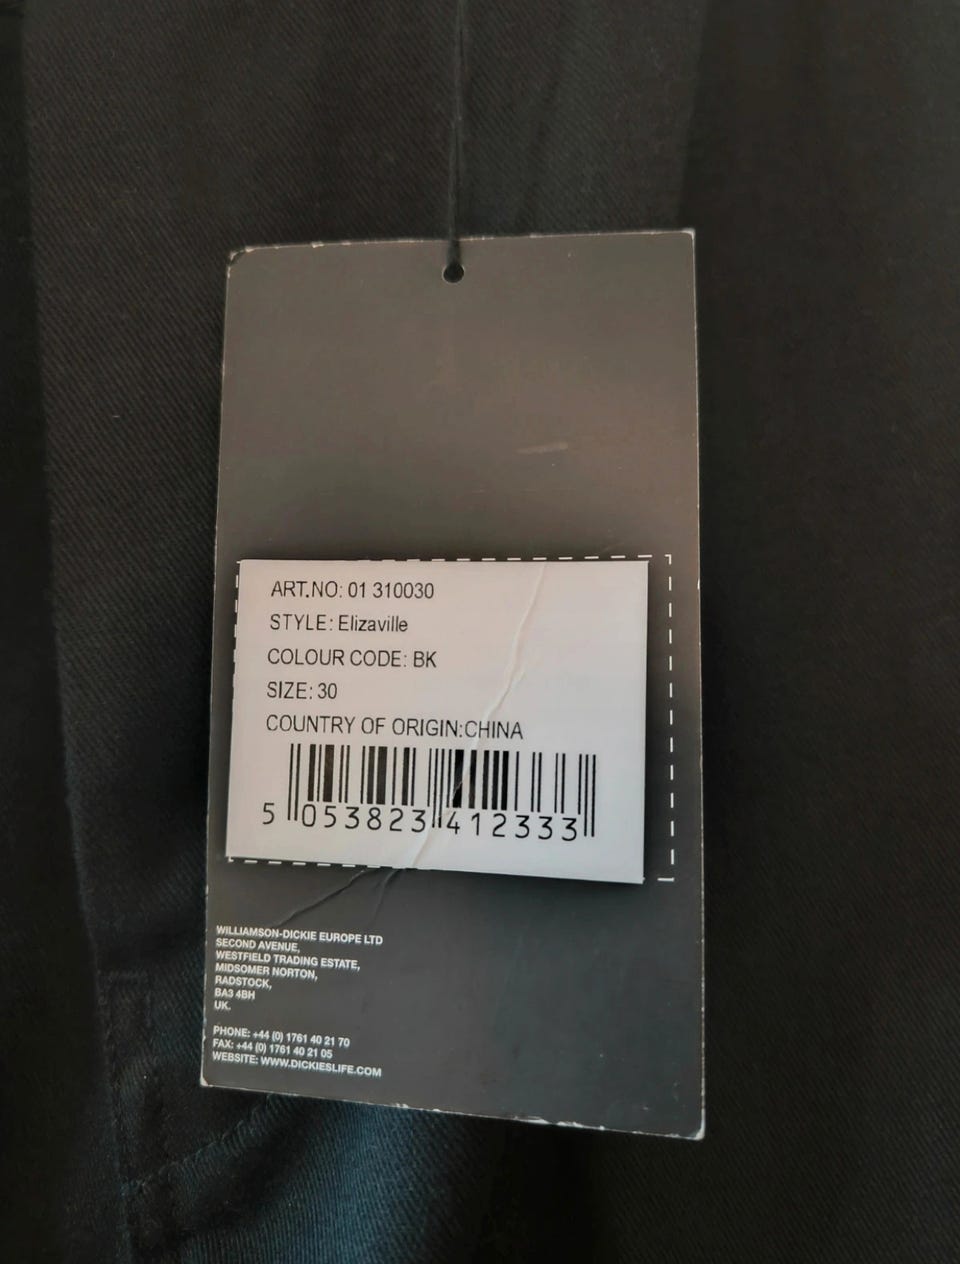 ART.NO: 01 310030
STYLE: Elizaville
COLOUR CODE: BK
SIZE: 30
COUNTRY OF ORIGIN:CHINA
5 053823 412333
WILLIAMSON-DICKIE EUROPE LTD
SECOND AVENUE,
WESTFIELD TRADING ESTATE,
MIDSOMER NORTON,
RADSTOCK,
BA3 4BH
UK.
PHONE: +44 (0) 1761 40 21 70
FAX: +44 (0) 1761 40 21 05
WEBSITE: WWW.DICKIESLIFE.COM